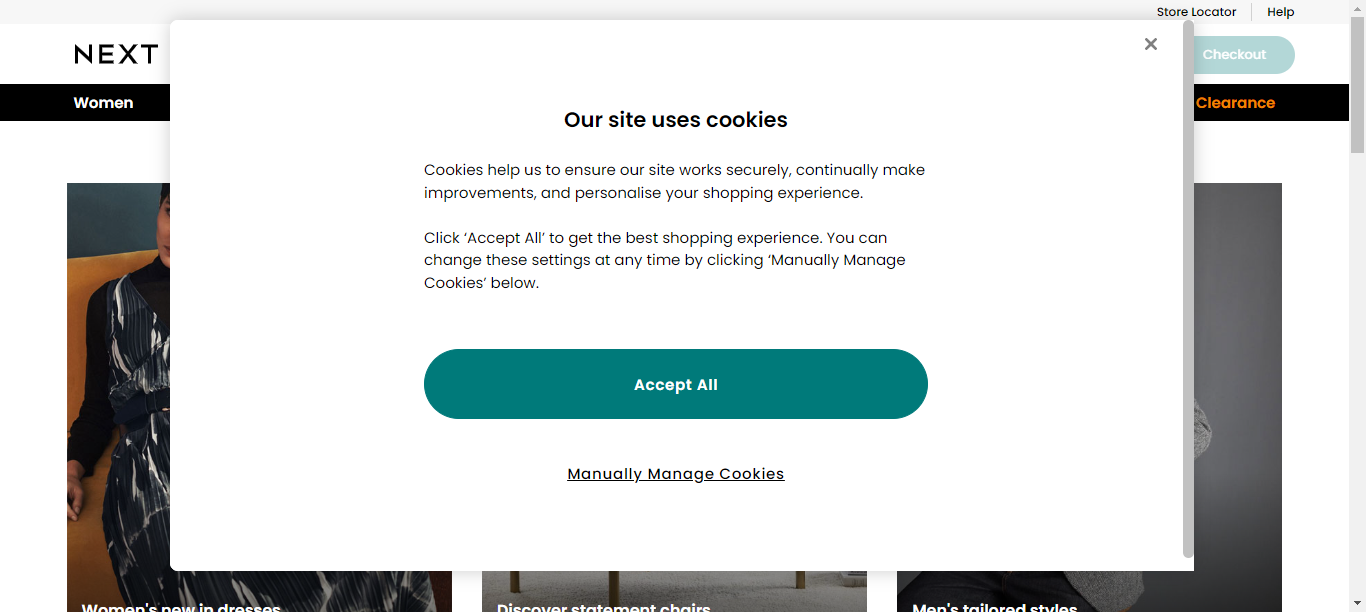 Store Locator
Help
NEXT
Checkout
Women
Clearance
Our site uses cookies
Cookies help us to ensure our site works securely, continually make
improvements, and personalise your shopping experience.
Click ‘Accept All’ to get the best shopping experience. You can
change these settings at any time by clicking ‘Manually Manage
Cookies’ below.
Accept All
Manually Manage Cookies
Women's new in dresses
Discover statement chairs
Men's tailored styles